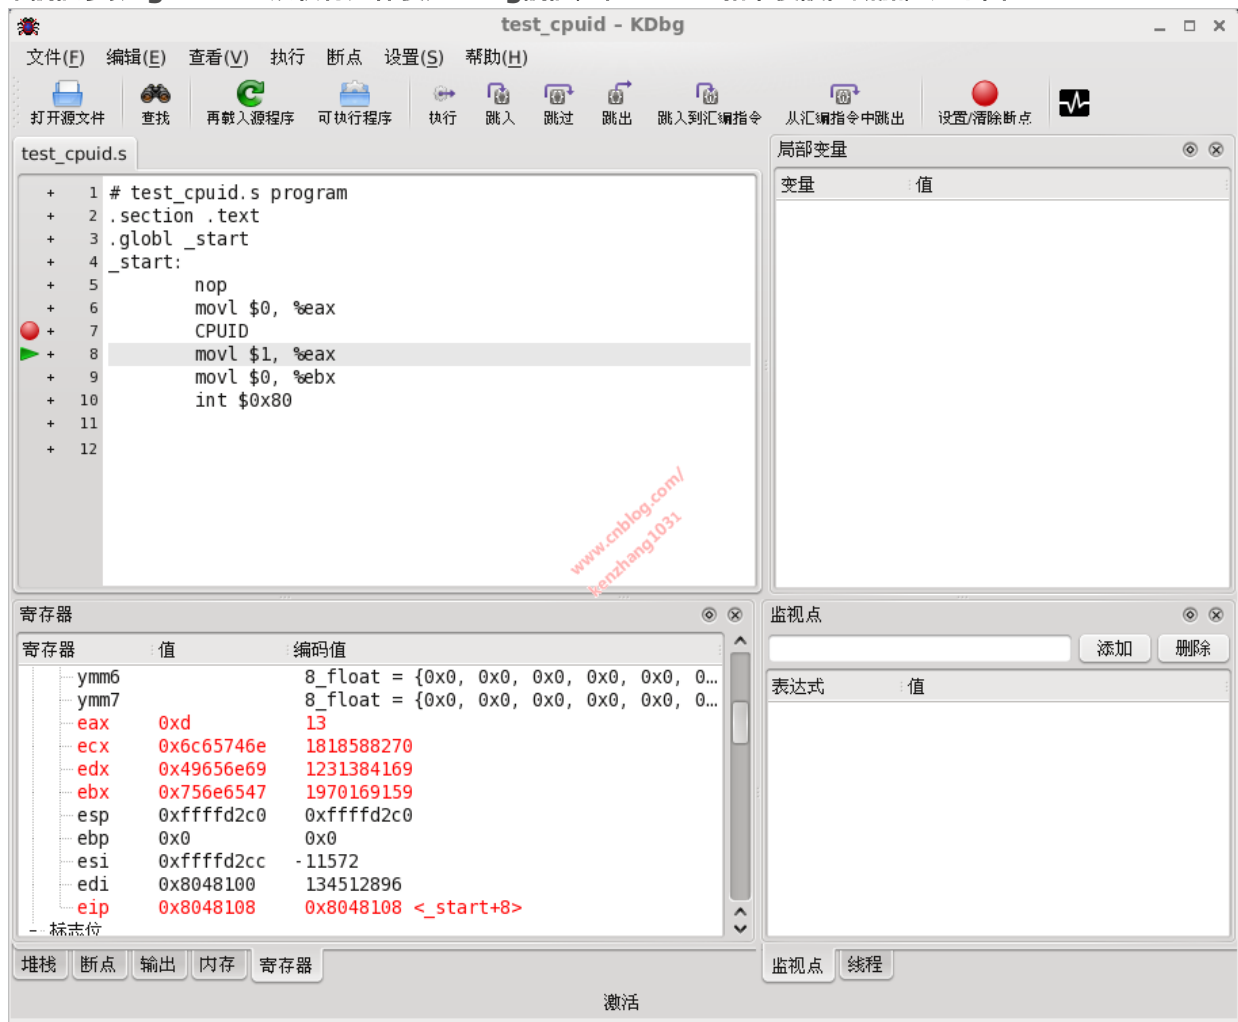 test_cpuid – KDbg
文件(F) 编辑(E) 查看(V) 执行 断点 设置(S) 帮助(H)
打开源文件 查找 再载入源程序 可执行程序 执行 跳入 跳过 跳出 跳入到汇编指令 从汇编指令中跳出 设置/清除断点
test_cpuid.s
+ 1 # test_cpuid.s program
+ 2 .section .text
+ 3 .globl _start
+ 4 _start:
+ 5 nop
+ 6 movl $0, %eax
+ 7 CPUID
+ 8 movl $1, %eax
+ 9 movl $0, %ebx
+ 10 int $0x80
+ 11
+ 12
www.cnblog.com/
kenzhang1031
局部变量
变量 值
寄存器
寄存器 值 编码值
ymm6 8_float = {0x0, 0x0, 0x0, 0x0, 0x0, 0...
ymm7 8_float = {0x0, 0x0, 0x0, 0x0, 0x0, 0...
eax 0xd 13
ecx 0x6c65746e 1818588270
edx 0x49656e69 1231384169
ebx 0x756e6547 1970169159
esp 0xffffd2c0 0xffffd2c0
ebp 0x0 0x0
esi 0xffffd2cc -11572
edi 0x8048100 134512896
eip 0x8048108 0x8048108 <_start+8>
标志位
堆栈 断点 输出 内存 寄存器
监视点
添加 删除
表达式 值
监视点 线程
激活